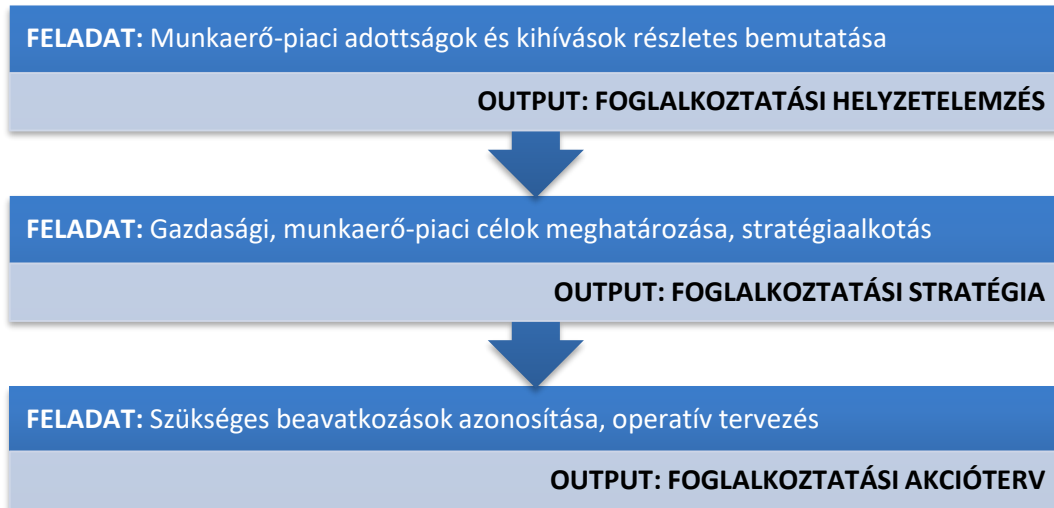 FELADAT: Munkaerő-piaci adottságok és kihívások részletes bemutatása
OUTPUT: FOGLALKOZTATÁSI HELYZETELEMZÉS
FELADAT: Gazdasági, munkaerő-piaci célok meghatározása, stratégiaalkotás
OUTPUT: FOGLALKOZTATÁSI STRATÉGIA
FELADAT: Szükséges beavatkozások azonosítása, operatív tervezés
OUTPUT: FOGLALKOZTATÁSI AKCIÓTERV